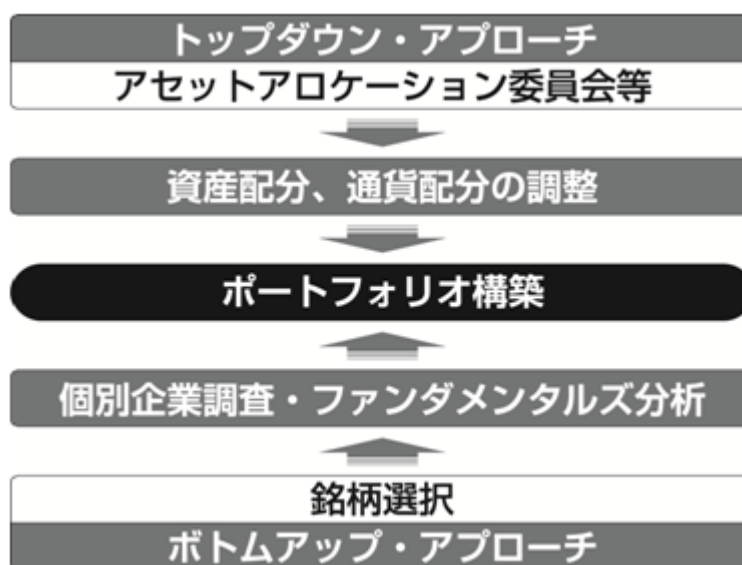 トップダウン・アプローチ
アセットアロケーション委員会等
資産配分、通貨配分の調整
ポートフォリオ構築
個別企業調査・ファンダメンタルズ分析
銘柄選択
ボトムアップ・アプローチ